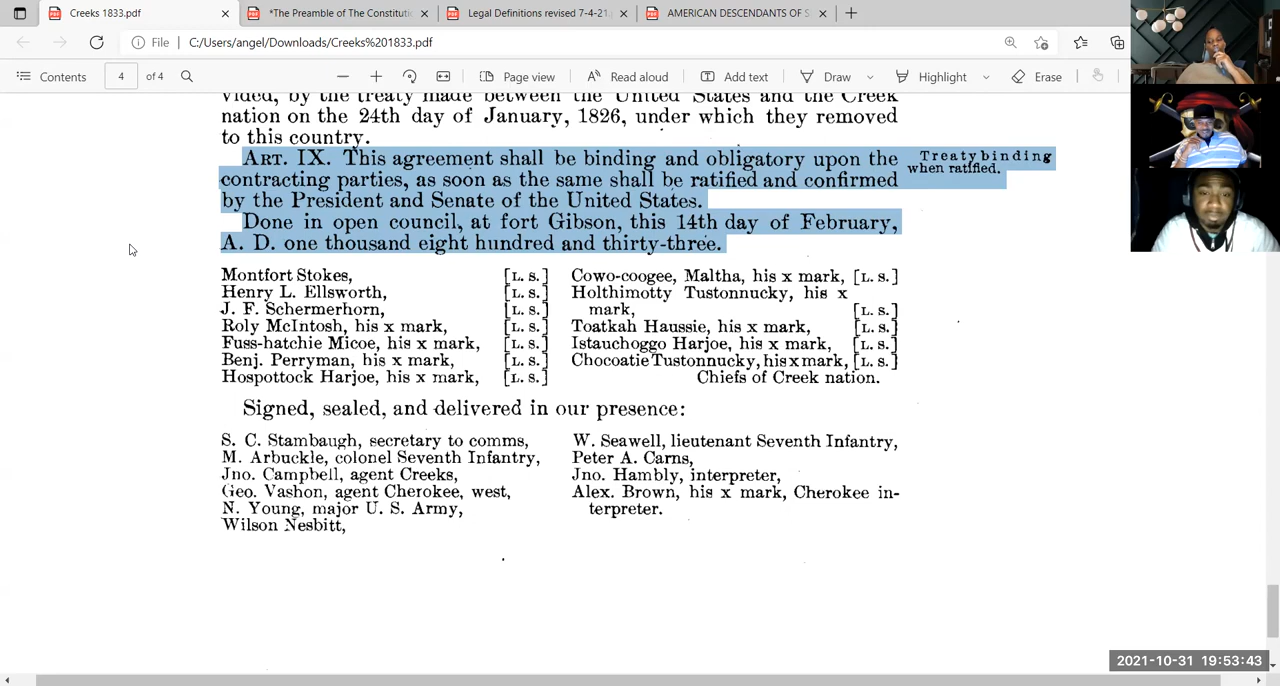 Creeks 1833.pdf
*The Preamble of The Constituti
Legal Definitions revised 7-4-21.
AMERICAN DESCENDANTS OF S
File C:/Users/angel/Downloads/Creeks%201833.pdf
Contents 4 of 4 Page view Read aloud Add text Draw Highlight Erase
vided, by the treaty made between the United States and the Creek
nation on the 24th day of January, 1826, under which they removed
to this country.
ART. IX. This agreement shall be binding and obligatory upon the
contracting parties, as soon as the same shall be ratified and confirmed
by the President and Senate of the United States.
Treaty binding
when ratified.
Done in open council, at fort Gibson, this 14th day of February,
A. D. one thousand eight hundred and thirty-three.
Montfort Stokes, [L. S.]
Henry L. Ellsworth, [L. S.]
J. F. Schermerhorn, [L. S.]
Roly McIntosh, his x mark, [L. S.]
Fuss-hatchie Micoe, his x mark, [L. S.]
Benj. Perryman, his x mark, [L. S.]
Hospottock Harjoe, his x mark, [L. S.]
Cowo-coogee, Maltha, his x mark, [L. S.]
Holthimotty Tustonnucky, his x
mark, [L. S.]
Toatkah Haussie, his x mark, [L. S.]
Istauchoggo Harjoe, his x mark, [L. S.]
Chocoatie Tustonnucky, his x mark, [L. S.]
Chiefs of Creek nation.
Signed, sealed, and delivered in our presence:
S. C. Stambaugh, secretary to comms,
M. Arbuckle, colonel Seventh Infantry,
Jno. Campbell, agent Creeks,
Geo. Vashon, agent Cherokee, west,
N. Young, major U. S. Army,
Wilson Nesbitt,
W. Seawell, lieutenant Seventh Infantry,
Peter A. Carns,
Jno. Hambly, interpreter,
Alex. Brown, his x mark, Cherokee in-
terpreter.
2021-10-31 19:53:43